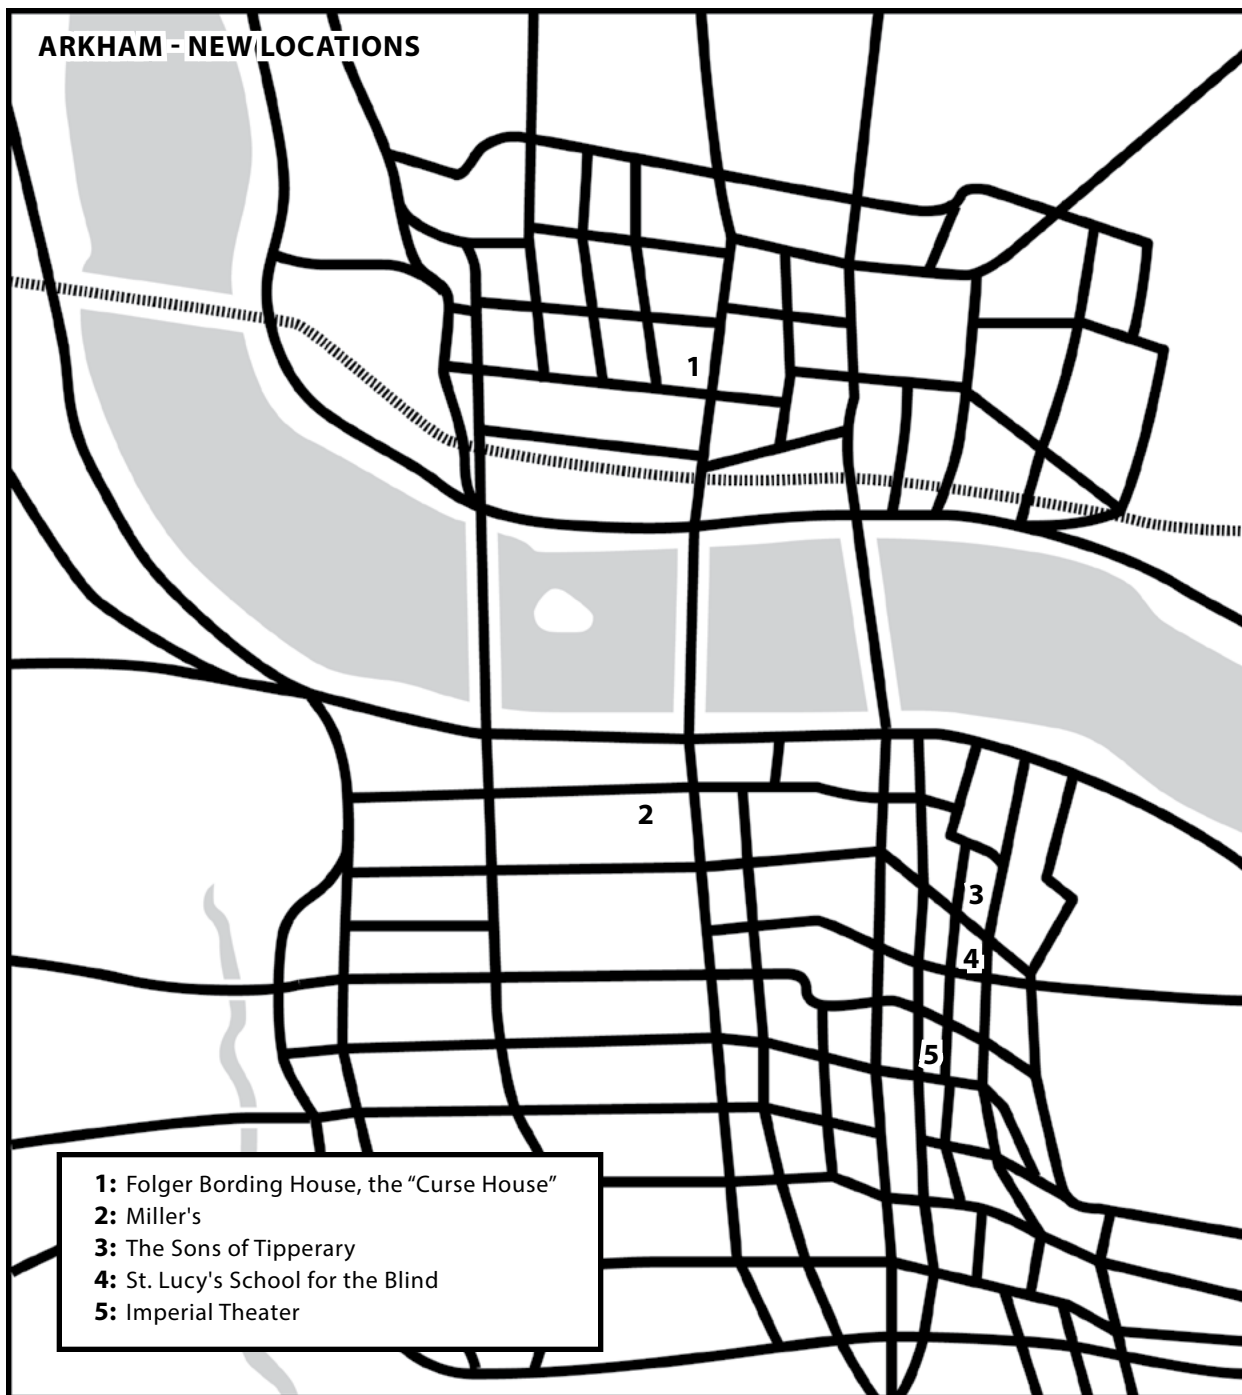 ARKHAM - NEW LOCATIONS
1
2
3
4
5
1: Folger Bording House, the “Curse House”
2: Miller's
3: The Sons of Tipperary
4: St. Lucy's School for the Blind
5: Imperial Theater